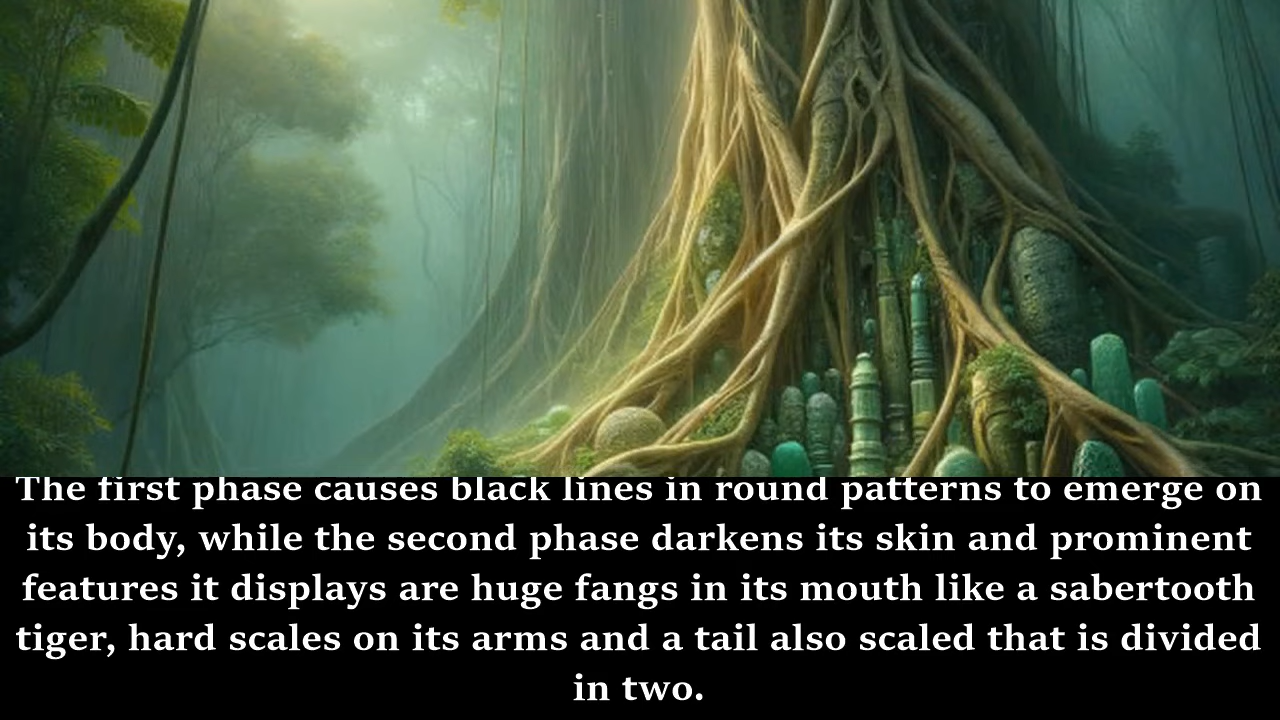 The first phase causes black lines in round patterns to emerge on
its body, while the second phase darkens its skin and prominent
features it displays are huge fangs in its mouth like a sabertooth
tiger, hard scales on its arms and a tail also scaled that is divided
in two.